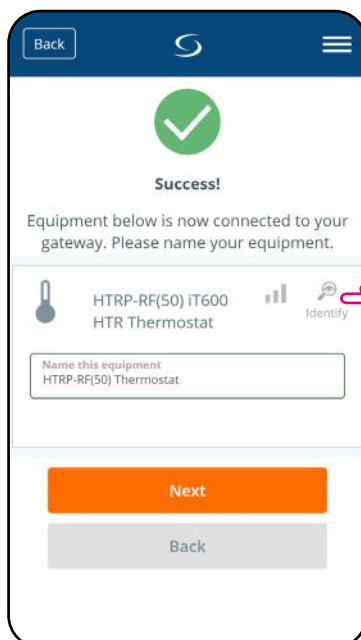 Back
Success!
Equipment below is now connected to your
gateway. Please name your equipment.
HTRP-RF(50) iT600
HTR Thermostat
Identify
Name this equipment
HTRP-RF(50) Thermostat
Next
Back